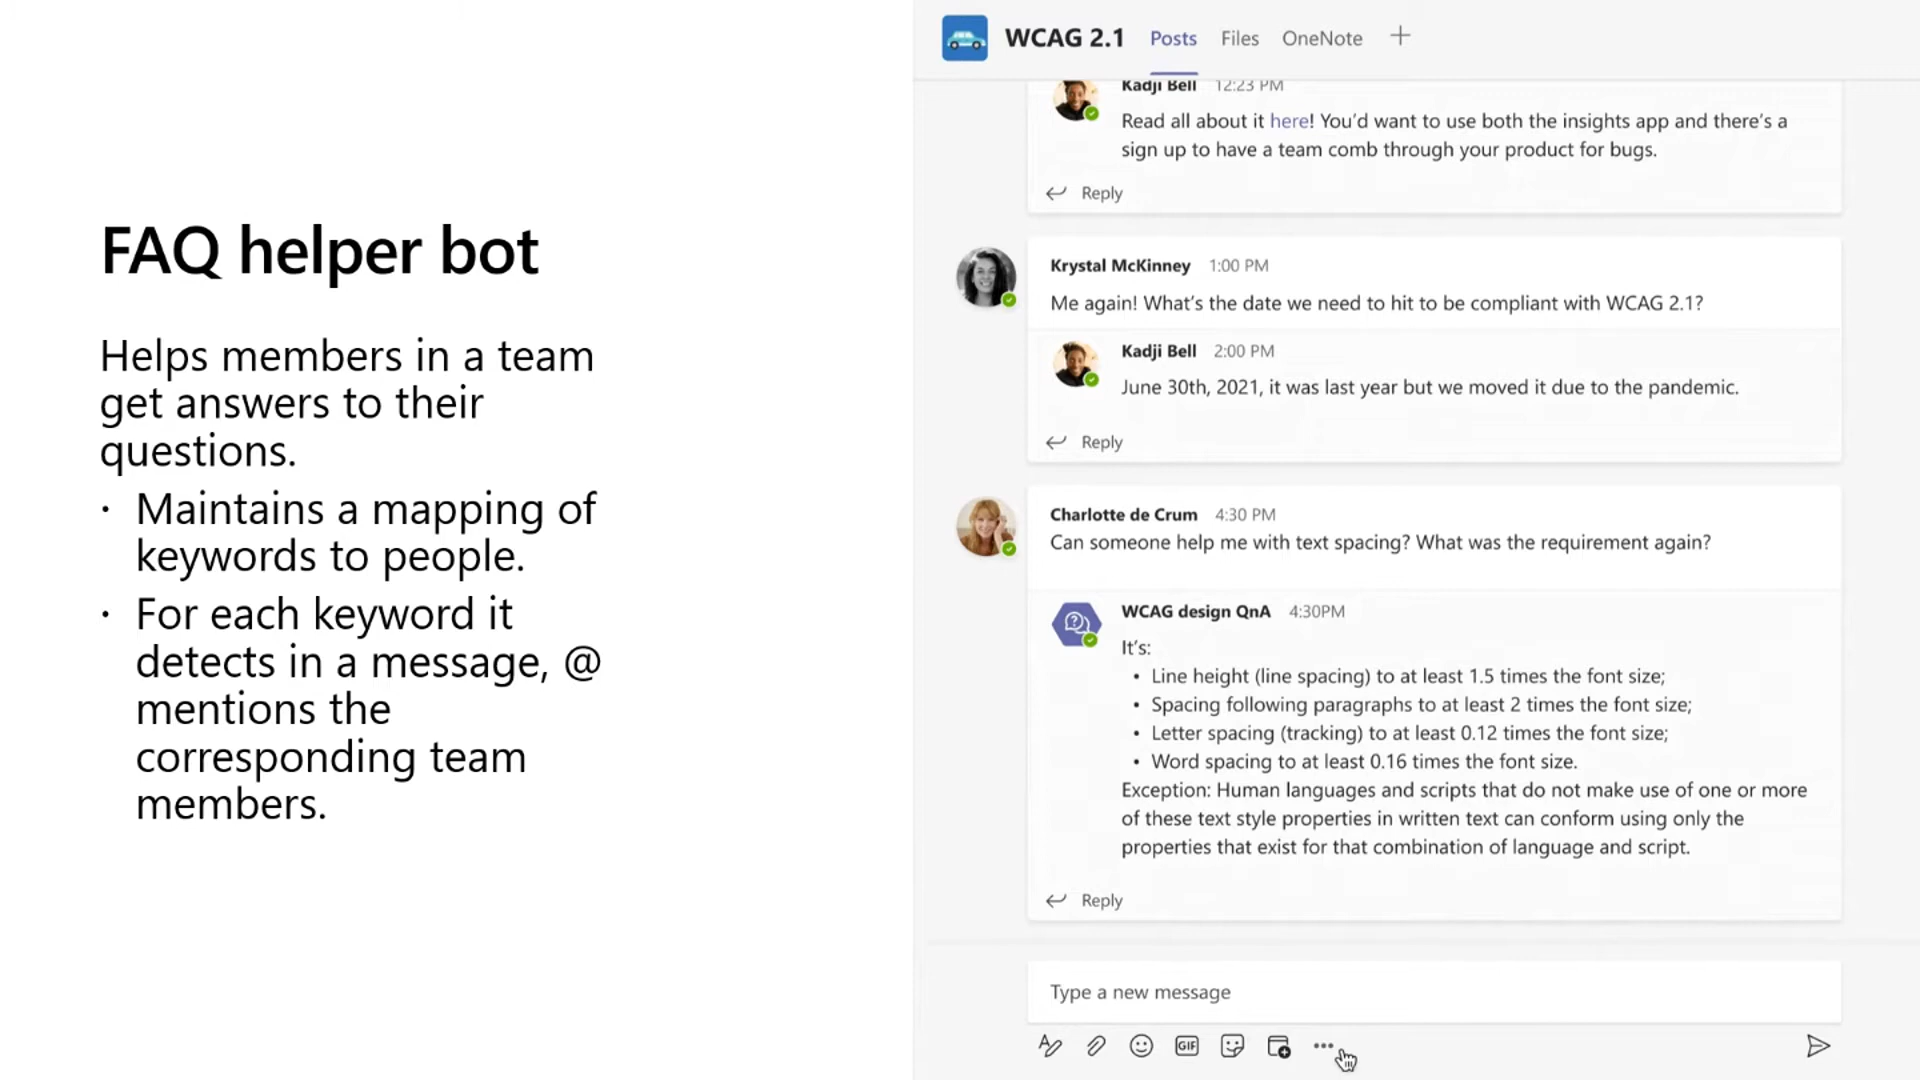 FAQ helper bot
Helps members in a team
get answers to their
questions.
· Maintains a mapping of
keywords to people.
· For each keyword it
detects in a message, @
mentions the
corresponding team
members.
WCAG 2.1 Posts Files OneNote
Kadji Bell 12:23 PM
Read all about it here! You’d want to use both the insights app and there’s a
sign up to have a team comb through your product for bugs.
Reply
Krystal McKinney 1:00 PM
Me again! What’s the date we need to hit to be compliant with WCAG 2.1?
Kadji Bell 2:00 PM
June 30th, 2021, it was last year but we moved it due to the pandemic.
Reply
Charlotte de Crum 4:30 PM
Can someone help me with text spacing? What was the requirement again?
WCAG design QnA 4:30PM
It’s:
• Line height (line spacing) to at least 1.5 times the font size;
• Spacing following paragraphs to at least 2 times the font size;
• Letter spacing (tracking) to at least 0.12 times the font size;
• Word spacing to at least 0.16 times the font size.
Exception: Human languages and scripts that do not make use of one or more
of these text style properties in written text can conform using only the
properties that exist for that combination of language and script.
Reply
Type a new message
GIF